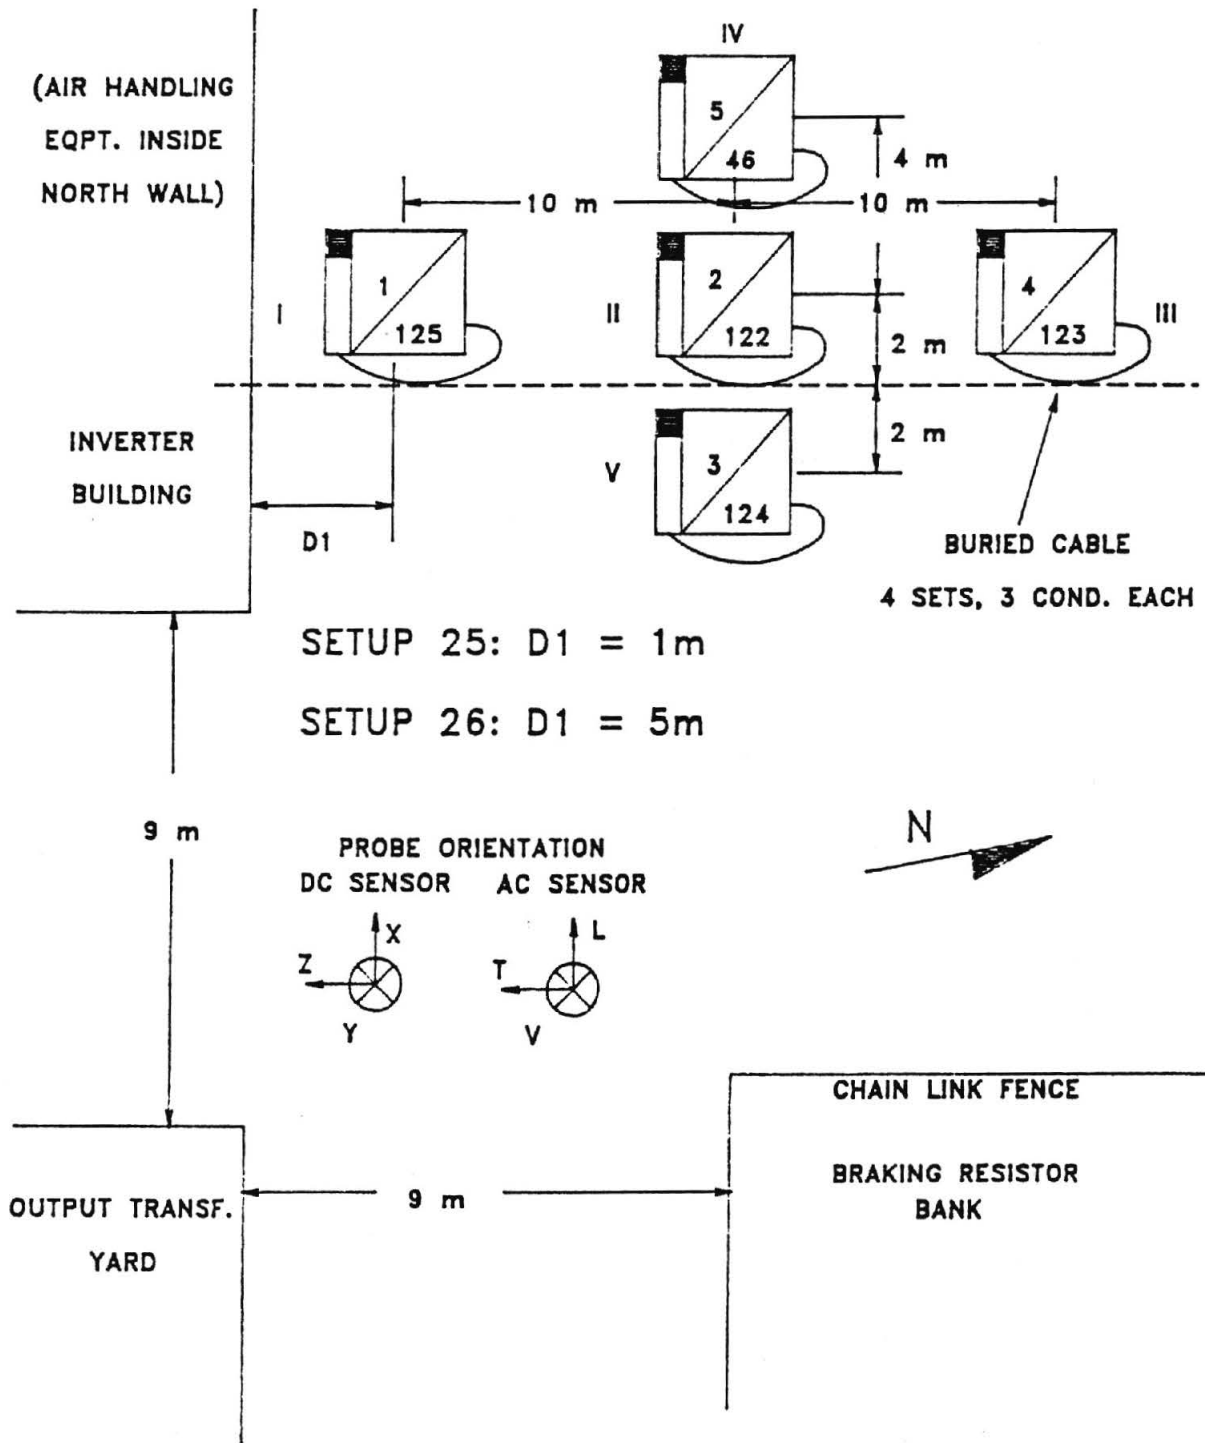 IV
(AIR HANDLING
EQPT. INSIDE
NORTH WALL)
5
46
4 m
10 m
10 m
I
1
125
II
2
122
4
123
III
2 m
INVERTER
BUILDING
V
3
124
2 m
D1
BURIED CABLE
4 SETS, 3 COND. EACH
SETUP 25: D1 = 1m
SETUP 26: D1 = 5m
9 m
N
PROBE ORIENTATION
DC SENSOR
AC SENSOR
X
Z
Y
L
T
V
CHAIN LINK FENCE
BRAKING RESISTOR
BANK
9 m
OUTPUT TRANSF.
YARD